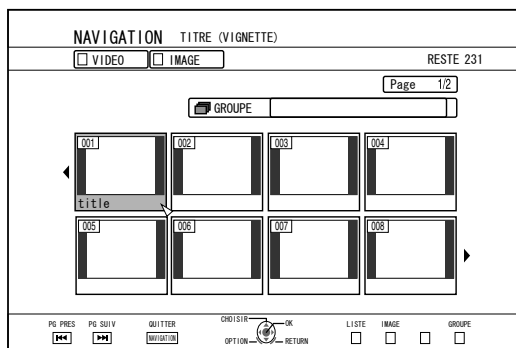 NAVIGATION TITRE (VIGNETTE)
VIDEO IMAGE RESTE 231
Page 1/2
GROUPE
001 002 003 004
title
005 006 007 008
PG PRES PG SUIV QUITTER CHOISIR OK LISTE IMAGE GROUPE
NAVIGATION OPTION RETURN